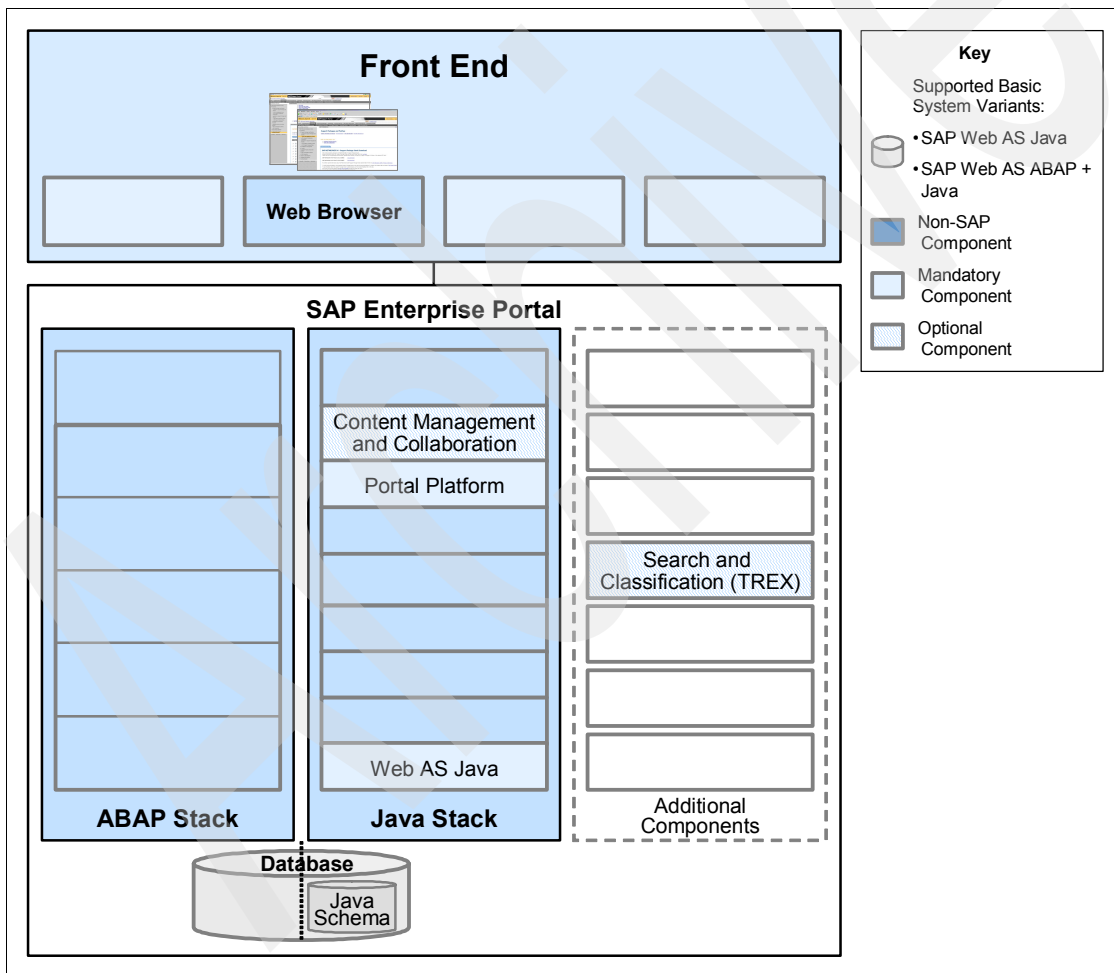 Front End
Web Browser
SAP Enterprise Portal
Content Management
and Collaboration
Portal Platform
Web AS Java
Search and
Classification (TREX)
ABAP Stack
Java Stack
Additional
Components
Database
Java
Schema
Key
Supported Basic
System Variants:
•SAP Web AS Java
•SAP Web AS ABAP +
Java
Non-SAP
Component
Mandatory
Component
Optional
Component